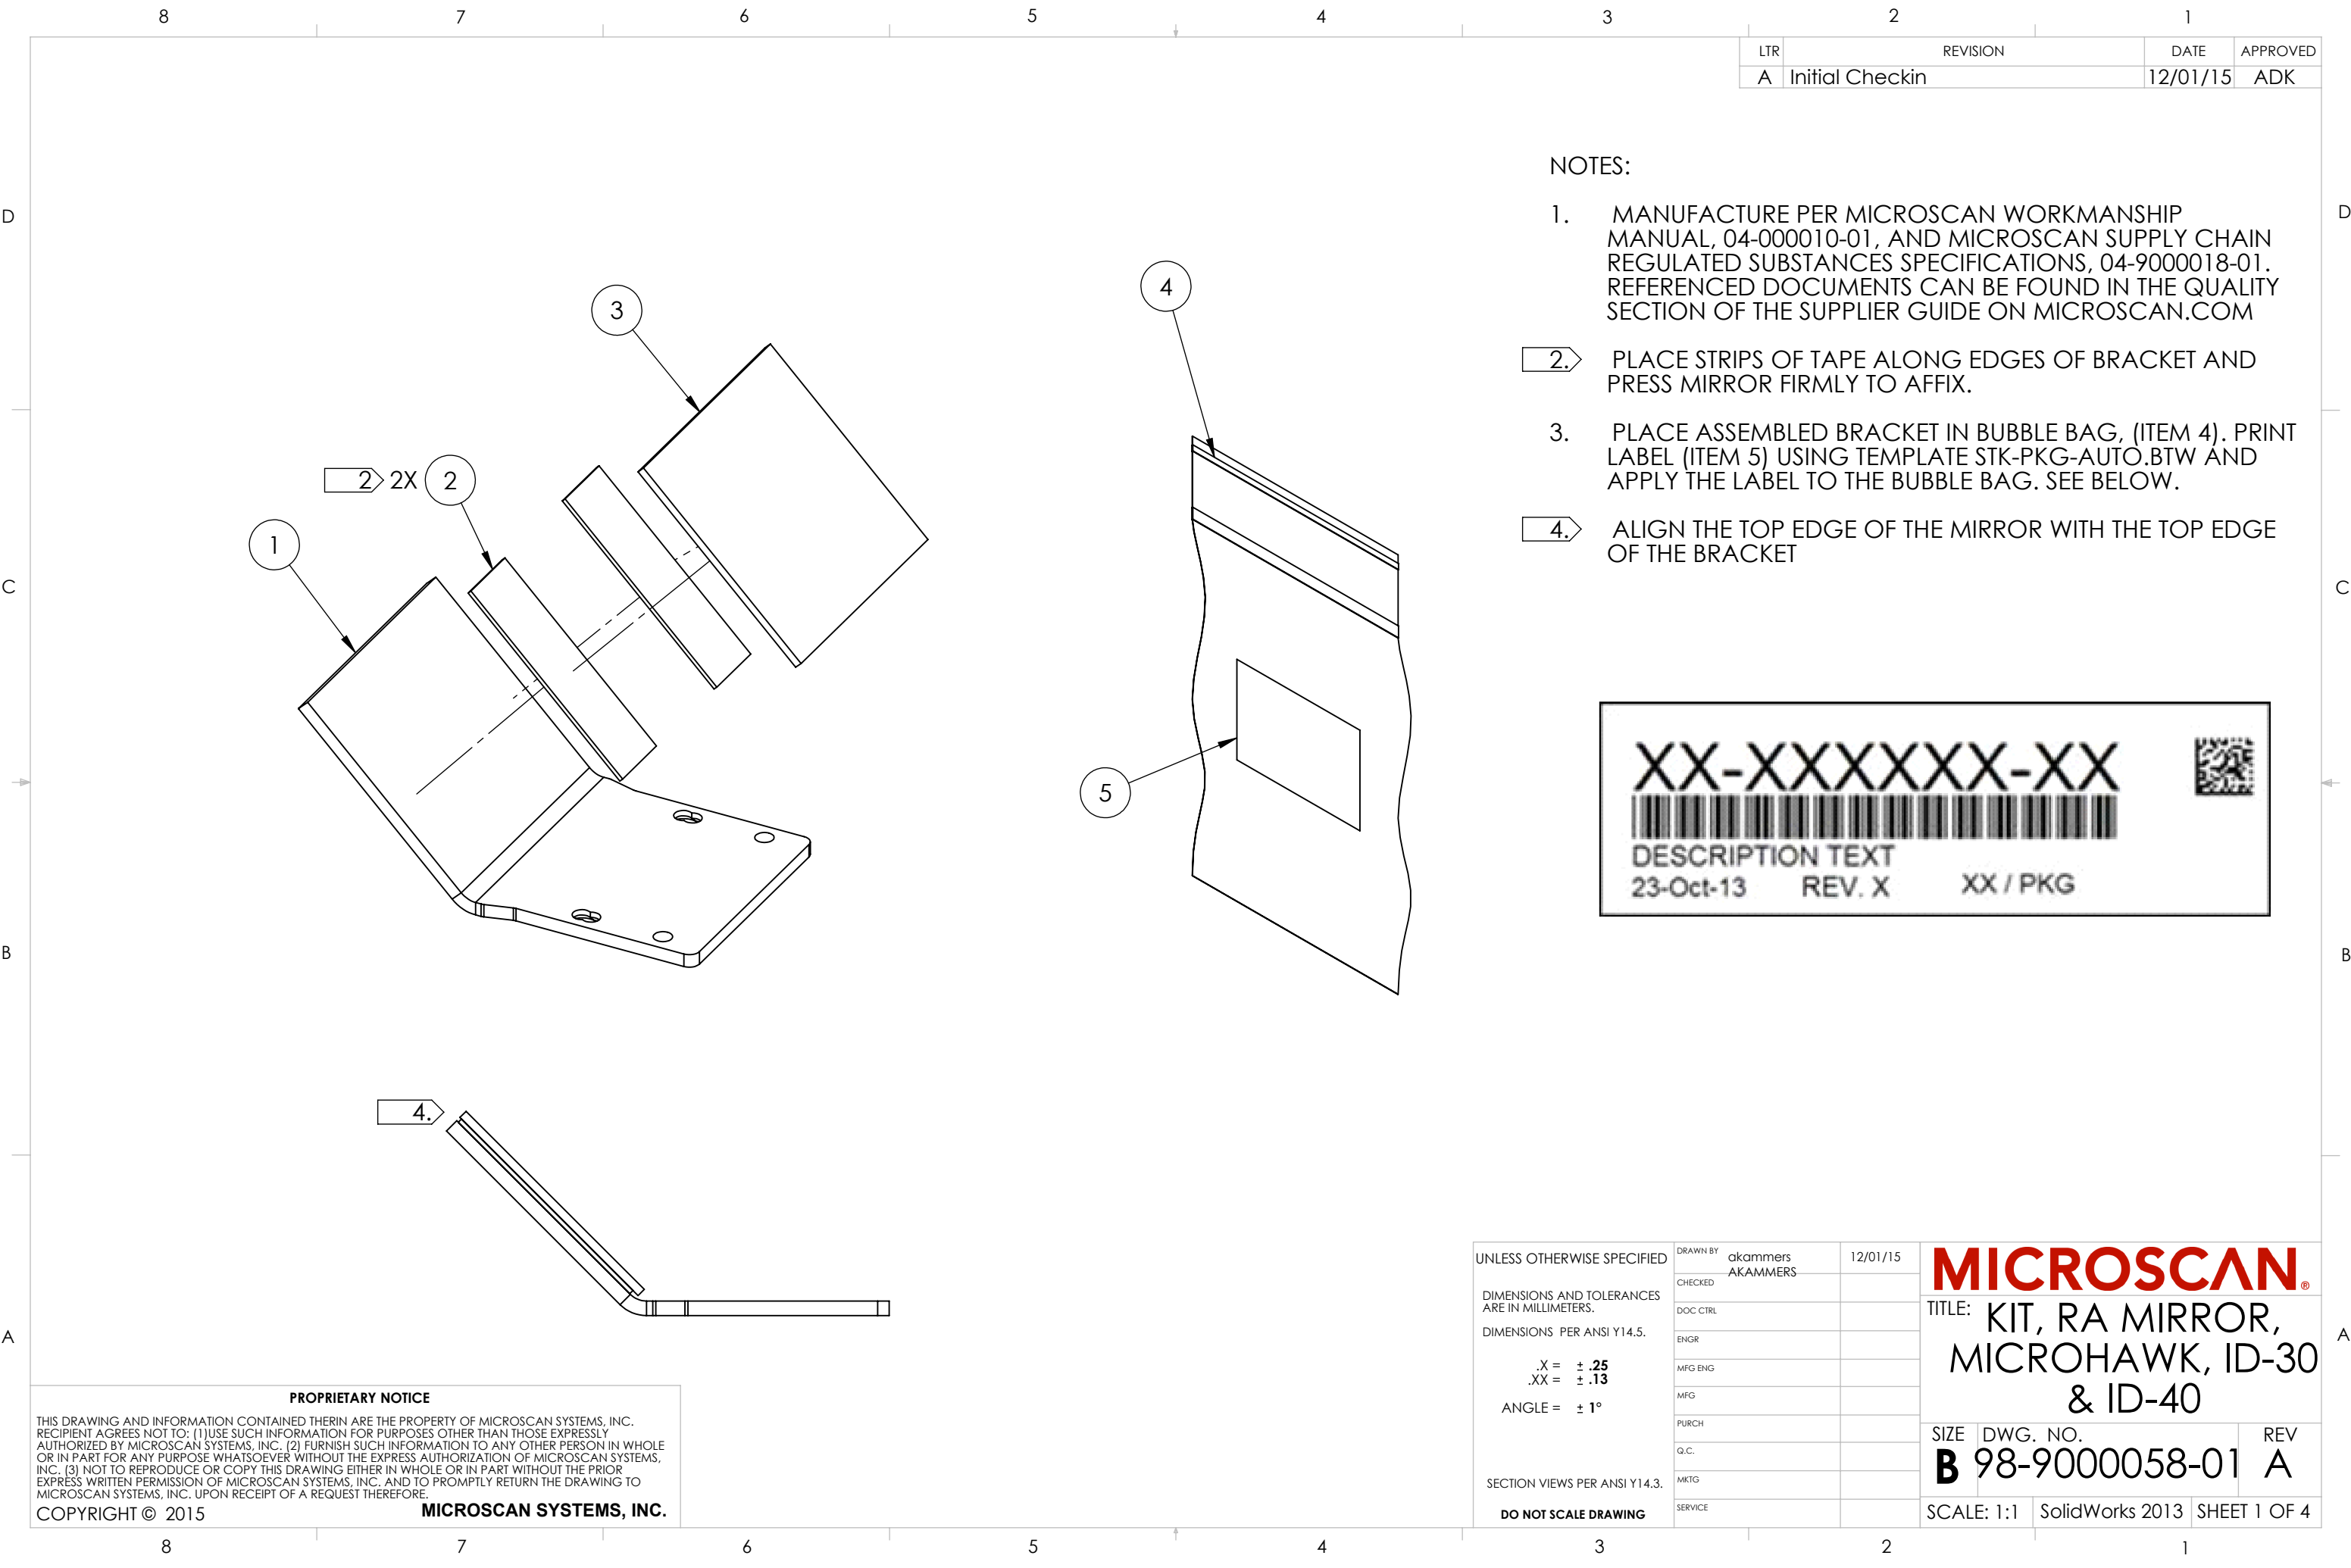 8 7 6 5 4 3 2 1
LTR REVISION DATE APPROVED
A Initial Checkin 12/01/15 ADK
NOTES:
1. MANUFACTURE PER MICROSCAN WORKMANSHIP
MANUAL, 04-000010-01, AND MICROSCAN SUPPLY CHAIN
REGULATED SUBSTANCES SPECIFICATIONS, 04-9000018-01.
REFERENCED DOCUMENTS CAN BE FOUND IN THE QUALITY
SECTION OF THE SUPPLIER GUIDE ON MICROSCAN.COM
2. PLACE STRIPS OF TAPE ALONG EDGES OF BRACKET AND
PRESS MIRROR FIRMLY TO AFFIX.
3. PLACE ASSEMBLED BRACKET IN BUBBLE BAG, (ITEM 4). PRINT
LABEL (ITEM 5) USING TEMPLATE STK-PKG-AUTO.BTW AND
APPLY THE LABEL TO THE BUBBLE BAG. SEE BELOW.
4. ALIGN THE TOP EDGE OF THE MIRROR WITH THE TOP EDGE
OF THE BRACKET
D
D
C
C
B
B
A
A
3
4
2 2X 2
1
5
XX-XXXXXX-XX
DESCRIPTION TEXT
23-Oct-13 REV. X XX / PKG
4.
PROPRIETARY NOTICE
THIS DRAWING AND INFORMATION CONTAINED THERIN ARE THE PROPERTY OF MICROSCAN SYSTEMS, INC.
RECIPIENT AGREES NOT TO: (1)USE SUCH INFORMATION FOR PURPOSES OTHER THAN THOSE EXPRESSLY
AUTHORIZED BY MICROSCAN SYSTEMS, INC. (2) FURNISH SUCH INFORMATION TO ANY OTHER PERSON IN WHOLE
OR IN PART FOR ANY PURPOSE WHATSOEVER WITHOUT THE EXPRESS AUTHORIZATION OF MICROSCAN SYSTEMS,
INC. (3) NOT TO REPRODUCE OR COPY THIS DRAWING EITHER IN WHOLE OR IN PART WITHOUT THE PRIOR
EXPRESS WRITTEN PERMISSION OF MICROSCAN SYSTEMS, INC. AND TO PROMPTLY RETURN THE DRAWING TO
MICROSCAN SYSTEMS, INC. UPON RECEIPT OF A REQUEST THEREFORE.
COPYRIGHT © 2015 MICROSCAN SYSTEMS, INC.
UNLESS OTHERWISE SPECIFIED
DIMENSIONS AND TOLERANCES
ARE IN MILLIMETERS.
DIMENSIONS PER ANSI Y14.5.
.X = ± .25
.XX = ± .13
ANGLE = ± 1°
SECTION VIEWS PER ANSI Y14.3.
DO NOT SCALE DRAWING
DRAWN BY akammers 12/01/15
AKAMMERS
CHECKED
DOC CTRL
ENGR
MFG ENG
MFG
PURCH
Q.C.
MKTG
SERVICE
MICROSCAN®
TITLE: KIT, RA MIRROR,
MICROHAWK, ID-30
& ID-40
SIZE DWG. NO. REV
B 98-9000058-01 A
SCALE: 1:1 SolidWorks 2013 SHEET 1 OF 4
8 7 6 5 4 3 2 1